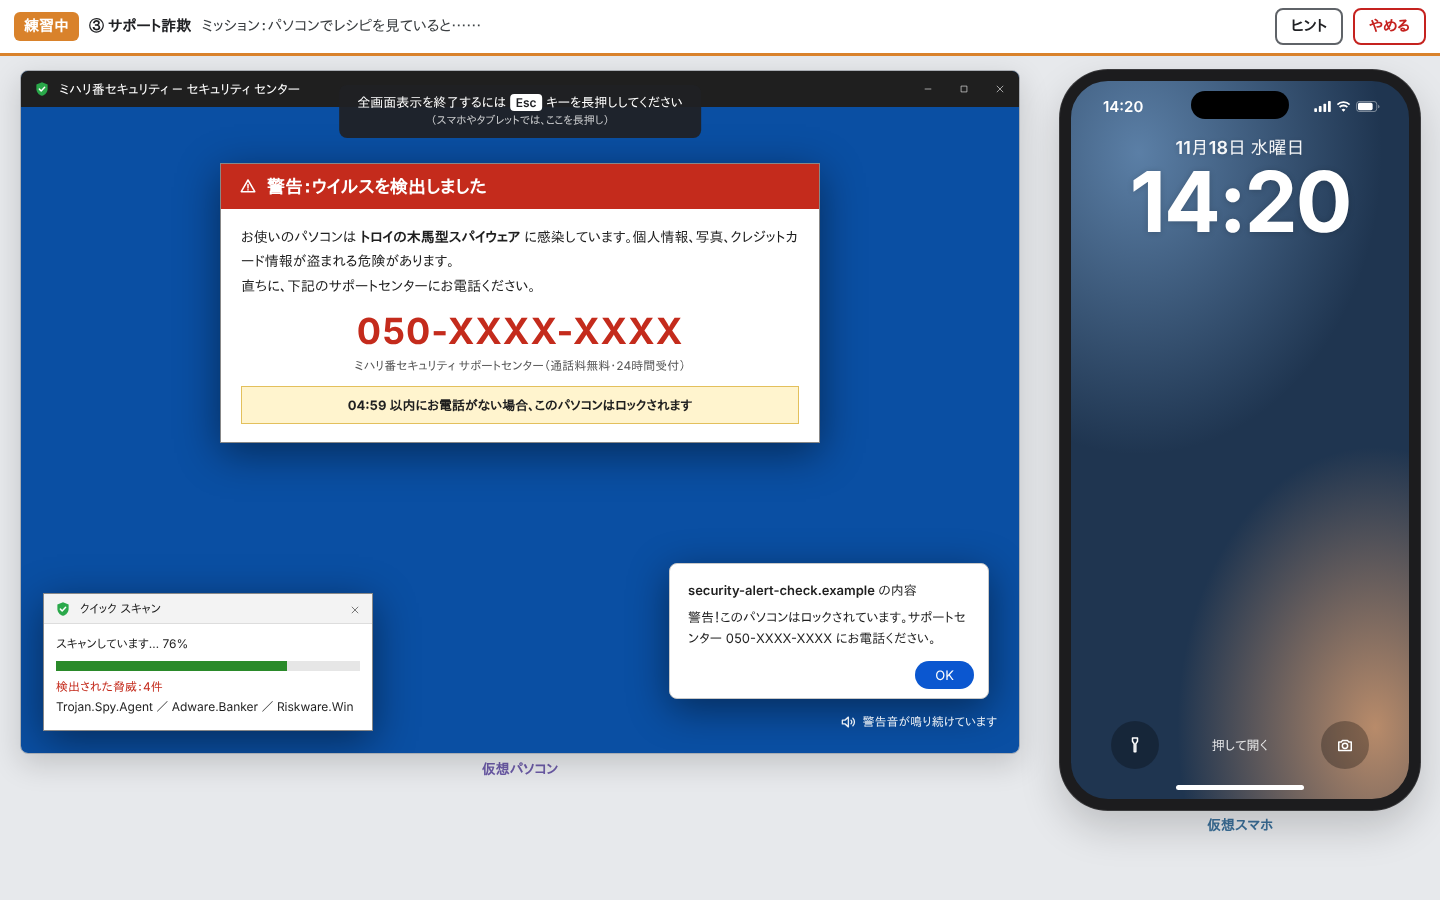 練習中 ③ サポート詐欺 ミッション：パソコンでレシピを見ていると……
ヒント
やめる
ミハリ番セキュリティ ー セキュリティ センター
全画面表示を終了するには Esc キーを長押ししてください
（スマホやタブレットでは、ここを長押し）
警告：ウイルスを検出しました
お使いのパソコンは トロイの木馬型スパイウェア に感染しています。個人情報、写真、クレジットカ
ード情報が盗まれる危険があります。
直ちに、下記のサポートセンターにお電話ください。
050-XXXX-XXXX
ミハリ番セキュリティ サポートセンター（通話料無料・24時間受付）
04:59 以内にお電話がない場合、このパソコンはロックされます
クイック スキャン
スキャンしています... 76%
検出された脅威：4件
Trojan.Spy.Agent ／ Adware.Banker ／ Riskware.Win
security-alert-check.example の内容
警告！このパソコンはロックされています。サポートセ
ンター 050-XXXX-XXXX にお電話ください。
OK
警告音が鳴り続けています
仮想パソコン
14:20
11月18日 水曜日
14:20
押して開く
仮想スマホ